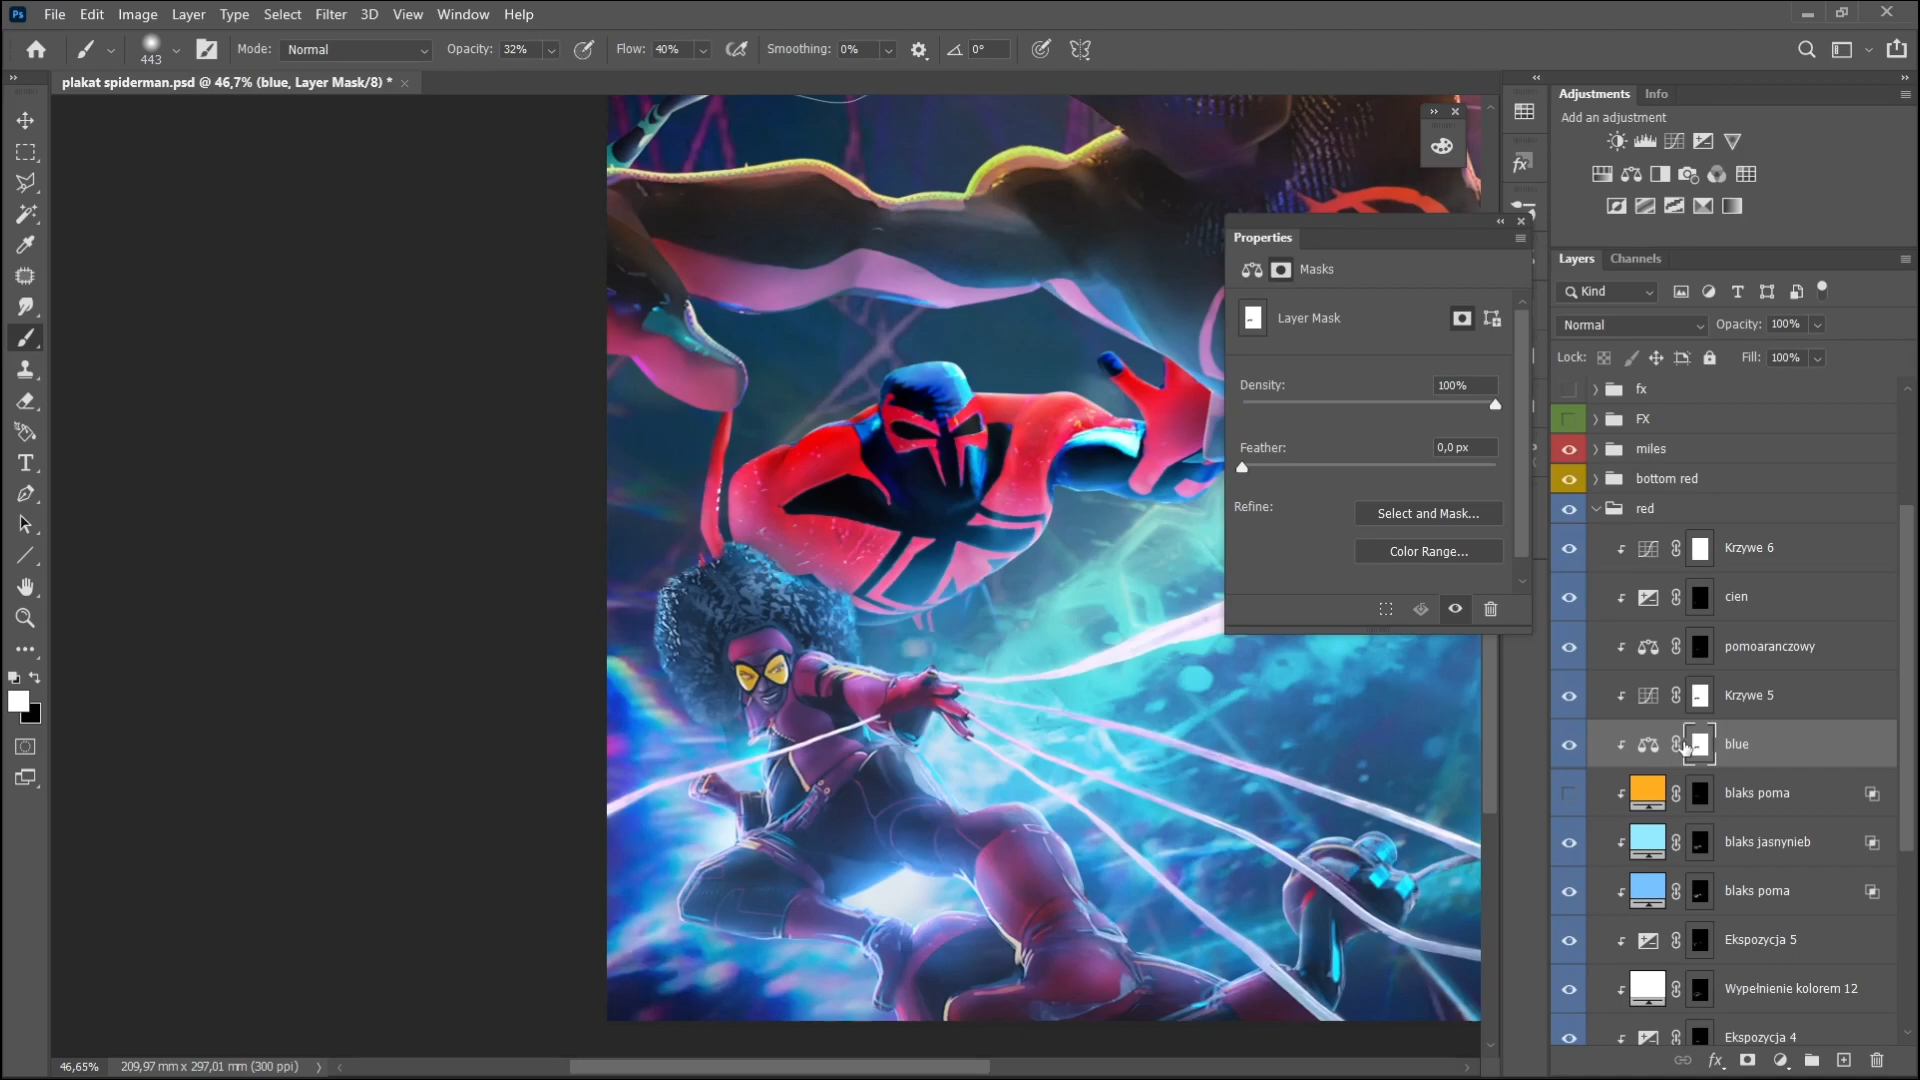 Ps File Edit Image Layer Type Select Filter 3D View Window Help
443 Mode: Normal Opacity: 32% Flow: 40% Smoothing: 0% 0°
plakat spiderman.psd @ 46,7% (blue, Layer Mask/8) *
Adjustments Info
Add an adjustment
Properties
Masks
Layer Mask
Density: 100%
Feather: 0,0 px
Refine: Select and Mask...
Color Range...
Layers Channels
Kind
Normal Opacity: 100%
Lock: Fill: 100%
fx
FX
miles
bottom red
red
Krzywe 6
cien
pomoaranczowy
Krzywe 5
blue
blaks poma
blaks jasnynieb
blaks poma
Ekspozycja 5
Wypełnienie kolorem 12
Ekspozycja 4
fx
46,65% 209,97 mm x 297,01 mm (300 ppi)